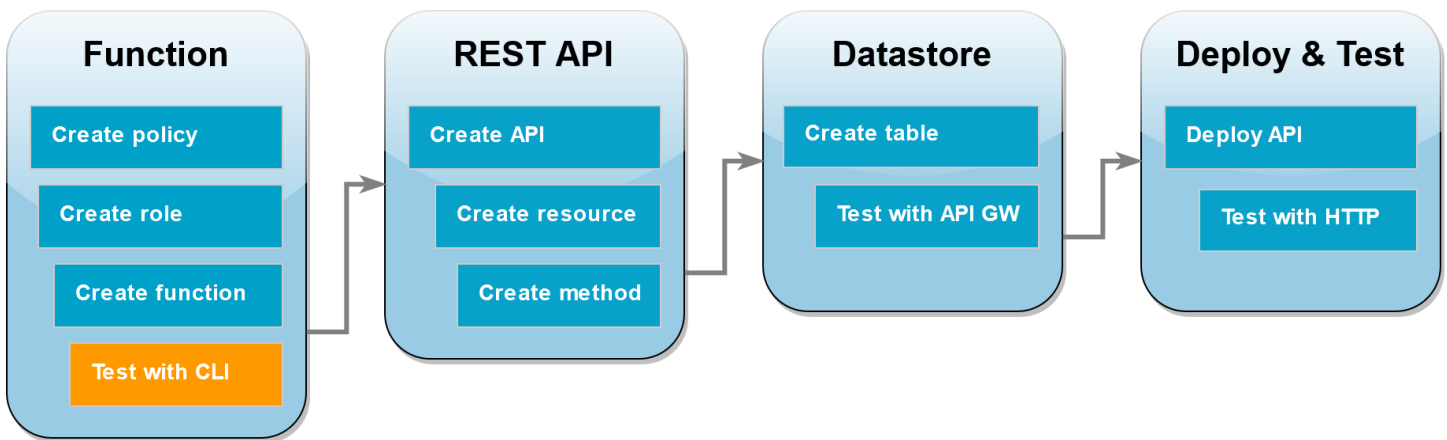 Function
Create policy
Create role
Create function
Test with CLI
REST API
Create API
Create resource
Create method
Datastore
Create table
Test with API GW
Deploy & Test
Deploy API
Test with HTTP